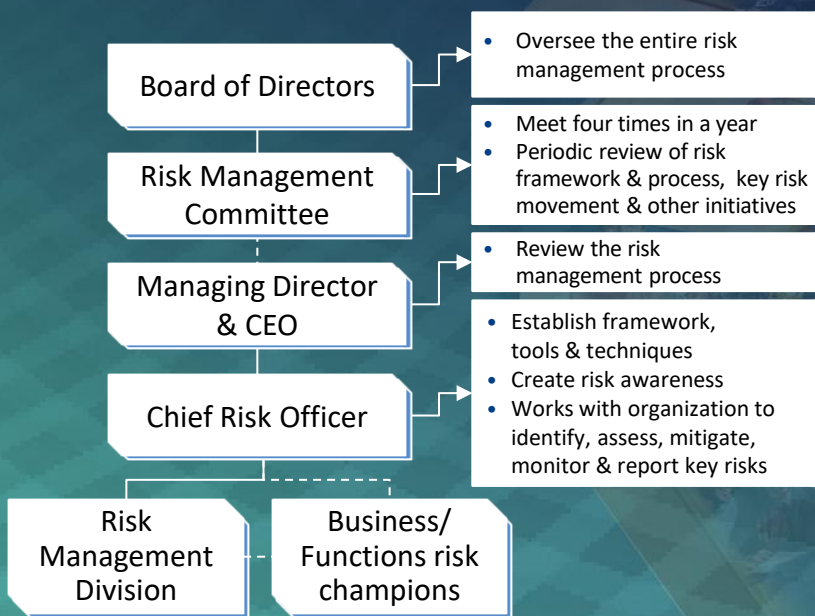 Board of Directors
• Oversee the entire risk
management process
Risk Management
Committee
• Meet four times in a year
• Periodic review of risk
framework & process, key risk
movement & other initiatives
Managing Director
& CEO
• Review the risk
management process
Chief Risk Officer
• Establish framework,
tools & techniques
• Create risk awareness
• Works with organization to
identify, assess, mitigate,
monitor & report key risks
Risk
Management
Division
Business/
Functions risk
champions